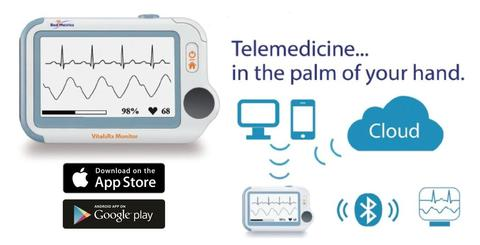 Telemedicine...
in the palm of your hand.
98% 68
VitalsRx Monitor
Download on the
App Store
ANDROID APP ON
Google play
Cloud